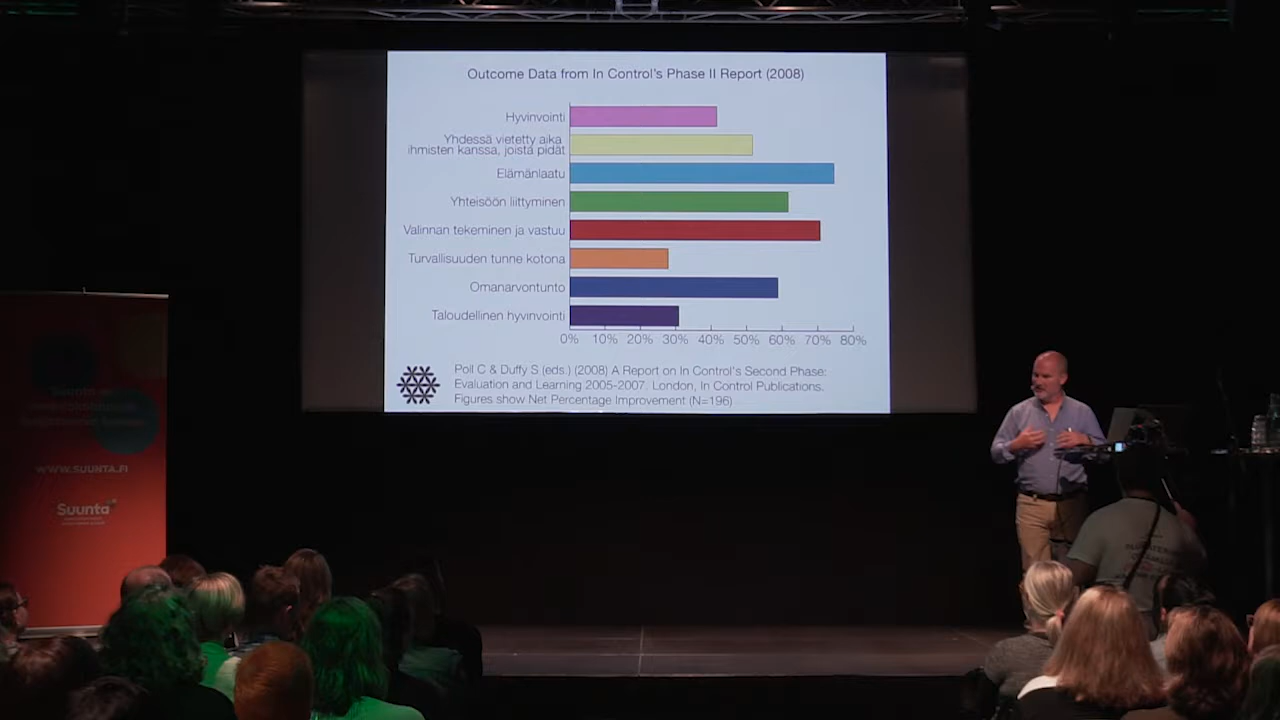 Outcome Data from In Control's Phase II Report (2008)
Hyvinvointi
Yhdessä vietetty aika
ihmisten kanssa, joista pidät
Elämänlaatu
Yhteisöön liittyminen
Valinnan tekeminen ja vastuu
Turvallisuuden tunne kotona
Omanarvontunto
Taloudellinen hyvinvointi
0% 10% 20% 30% 40% 50% 60% 70% 80%
Poll C & Duffy S (eds.) (2008) A Report on In Control's Second Phase:
Evaluation and Learning 2005-2007. London, In Control Publications.
Figures show Net Percentage Improvement (N=196)
WWW.SUUNTA.FI
Suunta